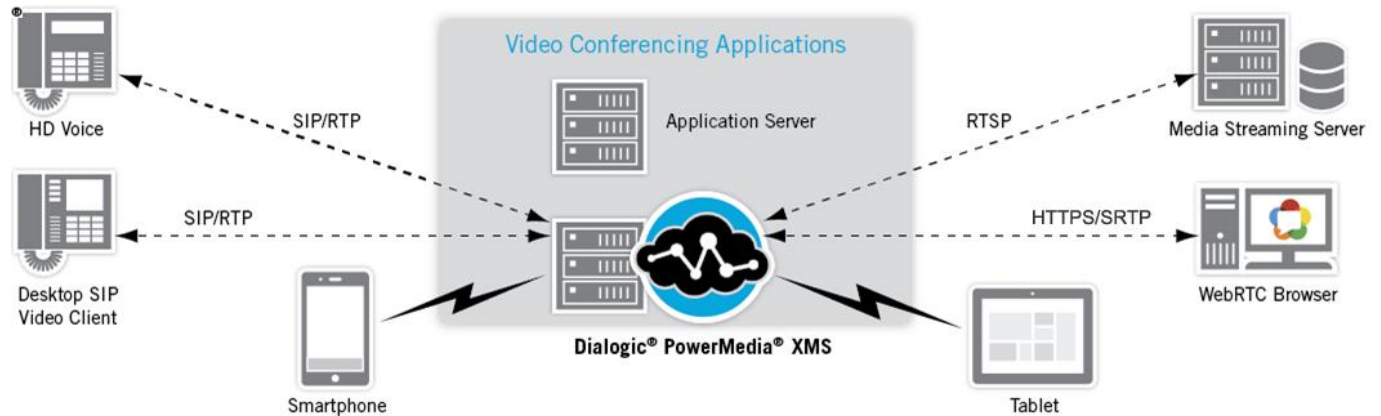 ®
Video Conferencing Applications
HD Voice
SIP/RTP
Application Server
RTSP
Media Streaming Server
Desktop SIP
Video Client
SIP/RTP
HTTPS/SRTP
WebRTC Browser
Smartphone
Dialogic® PowerMedia® XMS
Tablet